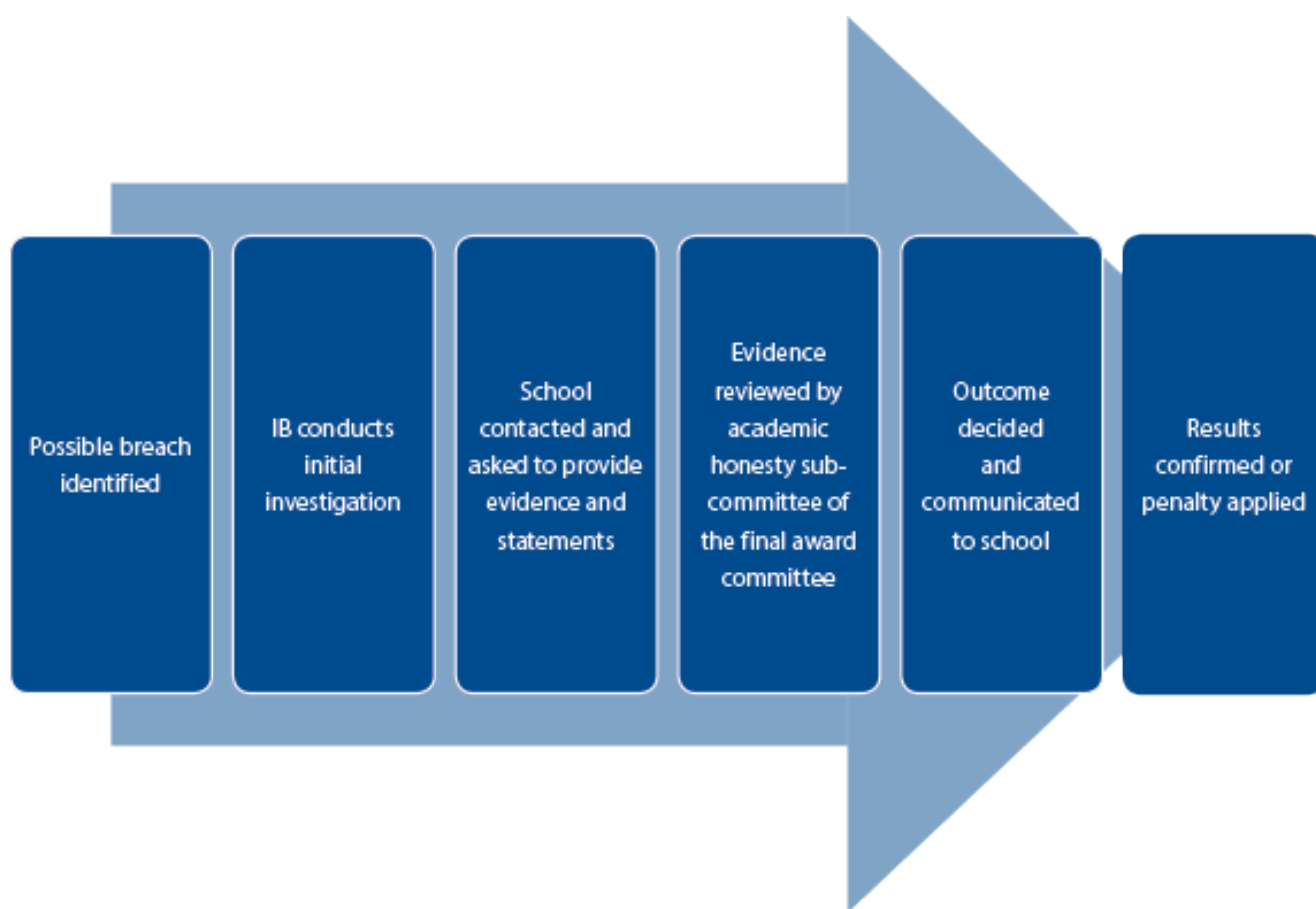 Possible breach
identified
IB conducts
initial
investigation
School
contacted and
asked to provide
evidence and
statements
Evidence
reviewed by
academic
honesty sub-
committee of
the final award
committee
Outcome
decided
and
communicated
to school
Results
confirmed or
penalty applied